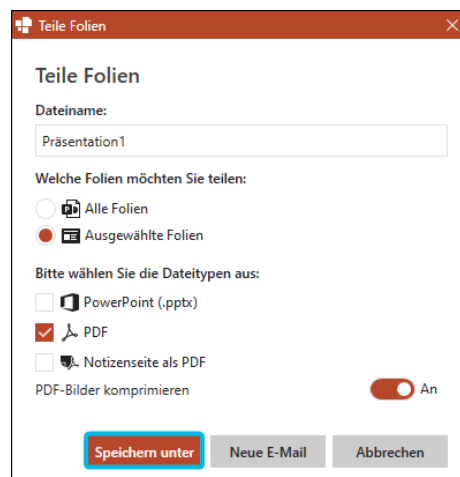 Teile Folien
Teile Folien
Dateiname:
Präsentation1
Welche Folien möchten Sie teilen:
Alle Folien
Ausgewählte Folien
Bitte wählen Sie die Dateitypen aus:
PowerPoint (.pptx)
PDF
Notizenseite als PDF
PDF-Bilder komprimieren An
Speichern unter Neue E-Mail Abbrechen